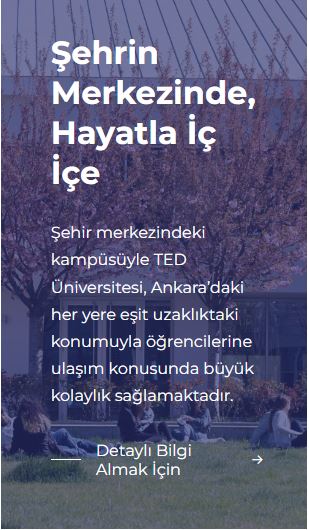 Şehrin
Merkezinde,
Hayatla İç
İçe
Şehir merkezindeki
kampüsüyle TED
Üniversitesi, Ankara’daki
her yere eşit uzaklıktaki
konumuyla öğrencilerine
ulaşım konusunda büyük
kolaylık sağlamaktadır.
Detaylı Bilgi
Almak İçin